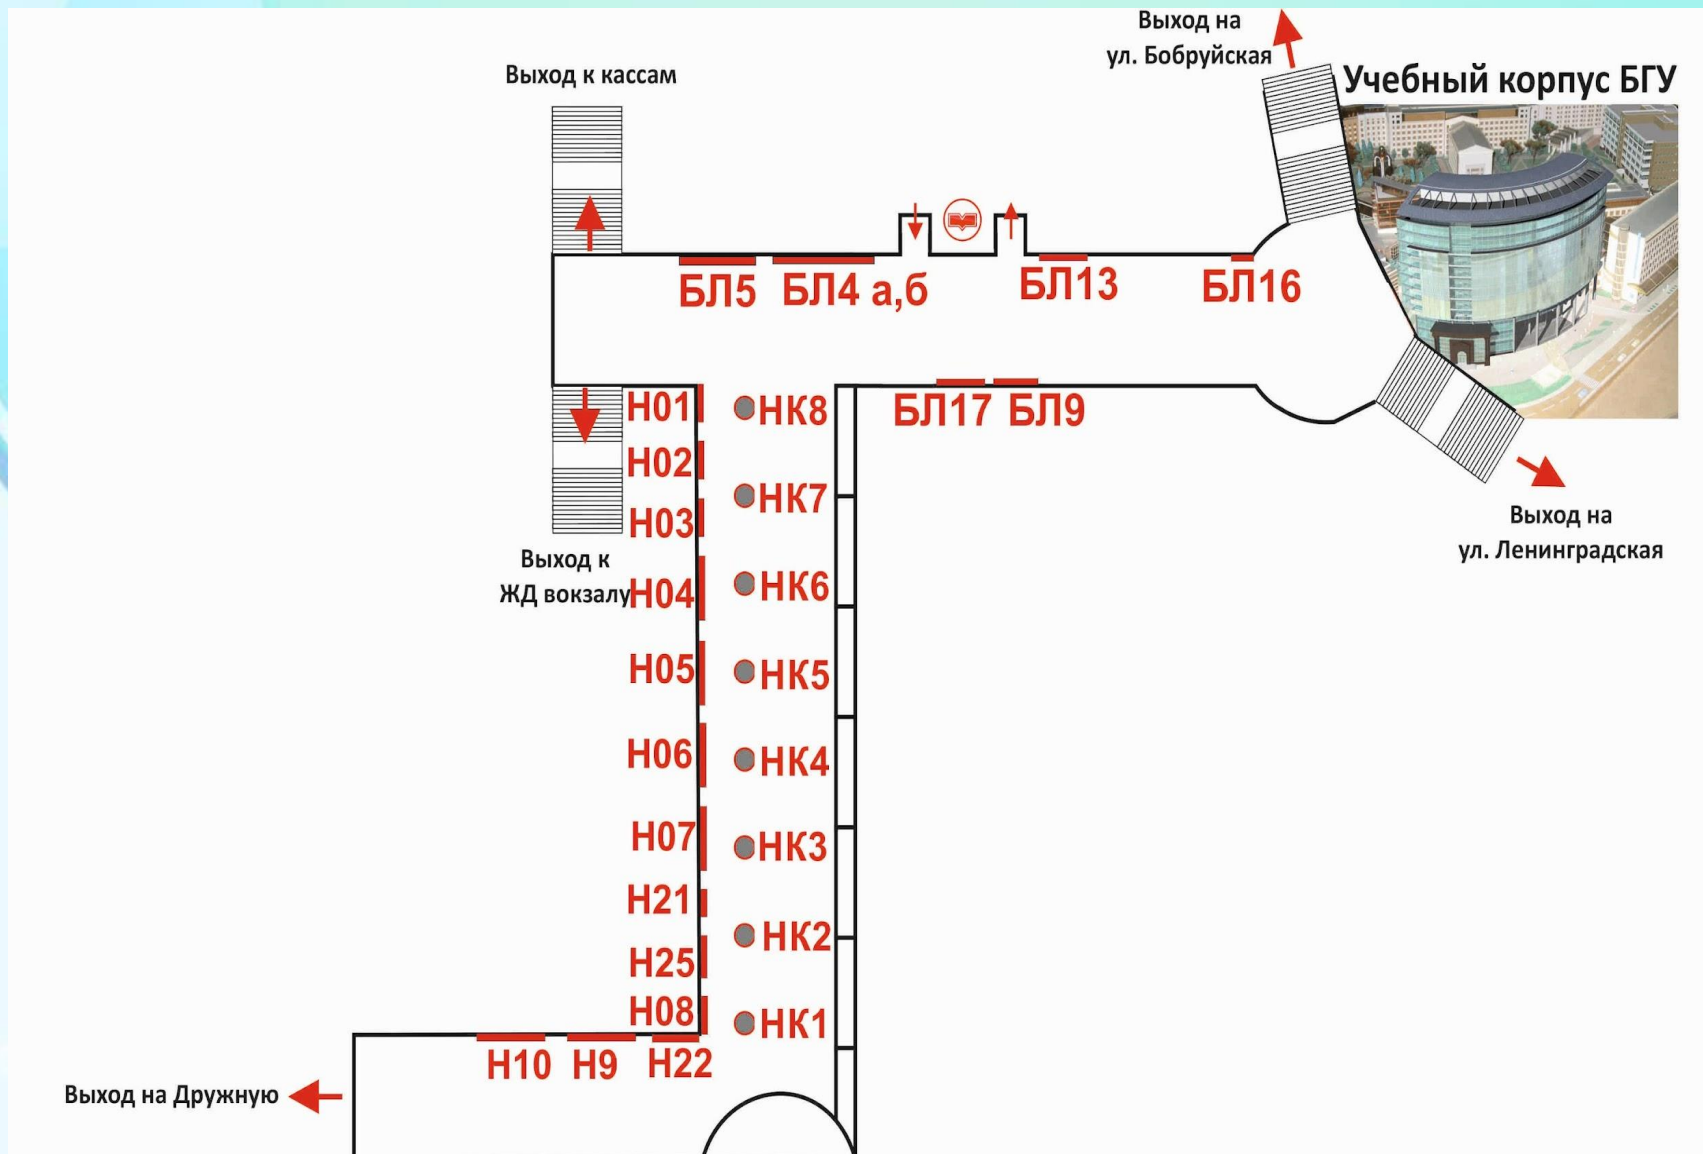 Выход на
ул. Бобруйская
Учебный корпус БГУ
Выход к кассам
БЛ5
БЛ4 а,б
БЛ13
БЛ16
БЛ17
БЛ9
Н01
НК8
Н02
НК7
Н03
Выход на
ул. Ленинградская
Выход к
ЖД вокзалу
Н04
НК6
Н05
НК5
Н06
НК4
Н07
НК3
Н21
НК2
Н25
Н08
НК1
Н10
Н9
Н22
Выход на Дружную